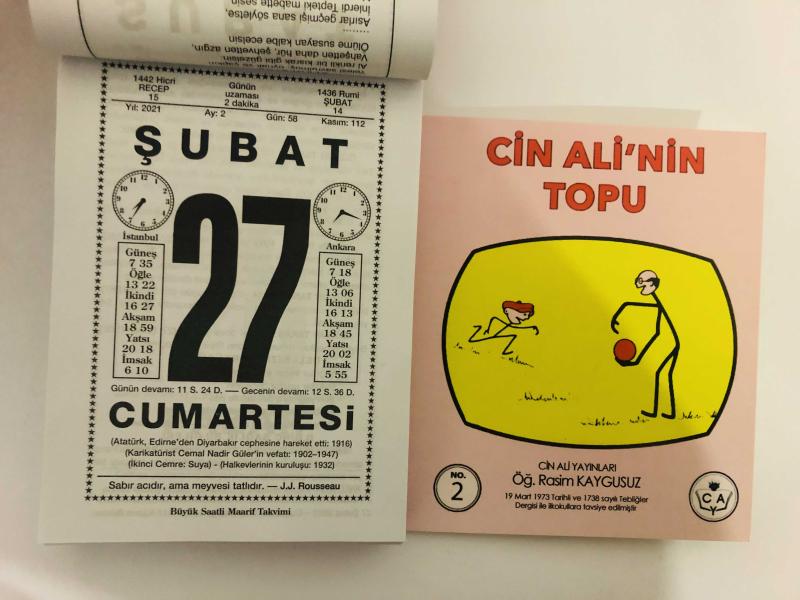 Ölüme susayan kalbe ecelsin
Asırlar geçmişi sana söyletse,
İnlerdi Tepteki mabette sesin
1442 Hicri
RECEP
15
Günün
uzaması
2 dakika
1436 Rumi
ŞUBAT
14
Yıl: 2021 Ay: 2 Gün: 58 Kasım: 112
ŞUBAT
27
İstanbul
Güneş
7 35
Öğle
13 22
İkindi
16 27
Akşam
18 59
Yatsı
20 18
İmsak
6 10
Ankara
Güneş
7 18
Öğle
13 06
İkindi
16 13
Akşam
18 45
Yatsı
20 02
İmsak
5 55
Günün devamı: 11 S. 24 D. — Gecenin devamı: 12 S. 36 D.
CUMARTESİ
(Atatürk, Edirne'den Diyarbakır cephesine hareket etti: 1916)
(Karikatürist Cemal Nadir Güler'in vefatı: 1902–1947)
(İkinci Cemre: Suya) - (Halkevlerinin kuruluşu: 1932)
Sabır acıdır, ama meyvesi tatlıdır. — J.J. Rousseau
Büyük Saatli Maarif Takvimi
CİN ALİ'NİN
TOPU
CİN ALİ YAYINLARI
Öğ. Rasim KAYGUSUZ
19 Mart 1973 Tarihli ve 1738 sayılı Tebliğler
Dergisi ile ilkokullara tavsiye edilmiştir
NO.
2
C A
Y